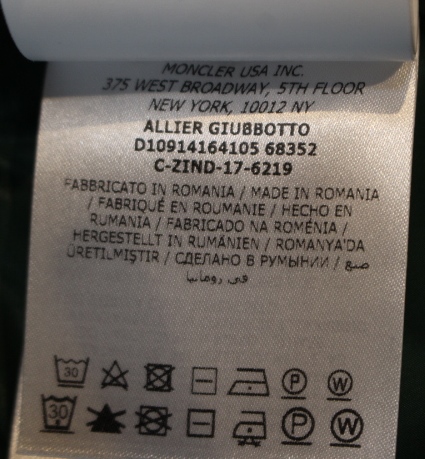 MONCLER USA INC.
375 WEST BROADWAY, 5TH FLOOR
NEW YORK, 10012 NY
ALLIER GIUBBOTTO
D10914164105 68352
C-ZIND-17-6219
FABBRICATO IN ROMANIA / MADE IN ROMANIA
/ FABRIQUÉ EN ROUMANIE / HECHO EN
RUMANIA / FABRICADO NA ROMÉNIA /
HERGESTELLT IN RUMÄNIEN / ROMANYA'DA
ÜRETILMIŞTIR / СДЕЛАНО В РУМЫНИИ / صنع
في رومانيا
30 P W
30 P W